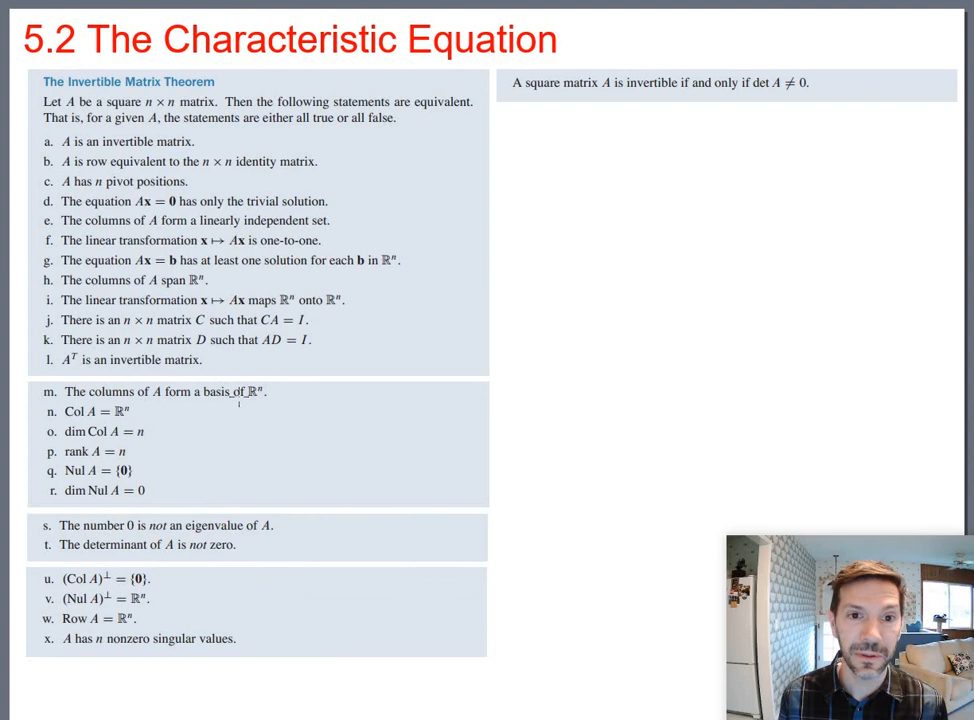 5.2 The Characteristic Equation
The Invertible Matrix Theorem
Let A be a square n × n matrix. Then the following statements are equivalent.
That is, for a given A, the statements are either all true or all false.
a. A is an invertible matrix.
b. A is row equivalent to the n × n identity matrix.
c. A has n pivot positions.
d. The equation Ax = 0 has only the trivial solution.
e. The columns of A form a linearly independent set.
f. The linear transformation x ↦ Ax is one-to-one.
g. The equation Ax = b has at least one solution for each b in ℝⁿ.
h. The columns of A span ℝⁿ.
i. The linear transformation x ↦ Ax maps ℝⁿ onto ℝⁿ.
j. There is an n × n matrix C such that CA = I.
k. There is an n × n matrix D such that AD = I.
l. Aᵀ is an invertible matrix.
m. The columns of A form a basis of ℝⁿ.
n. Col A = ℝⁿ
o. dim Col A = n
p. rank A = n
q. Nul A = {0}
r. dim Nul A = 0
s. The number 0 is not an eigenvalue of A.
t. The determinant of A is not zero.
u. (Col A)⊥ = {0}.
v. (Nul A)⊥ = ℝⁿ.
w. Row A = ℝⁿ.
x. A has n nonzero singular values.
A square matrix A is invertible if and only if det A ≠ 0.